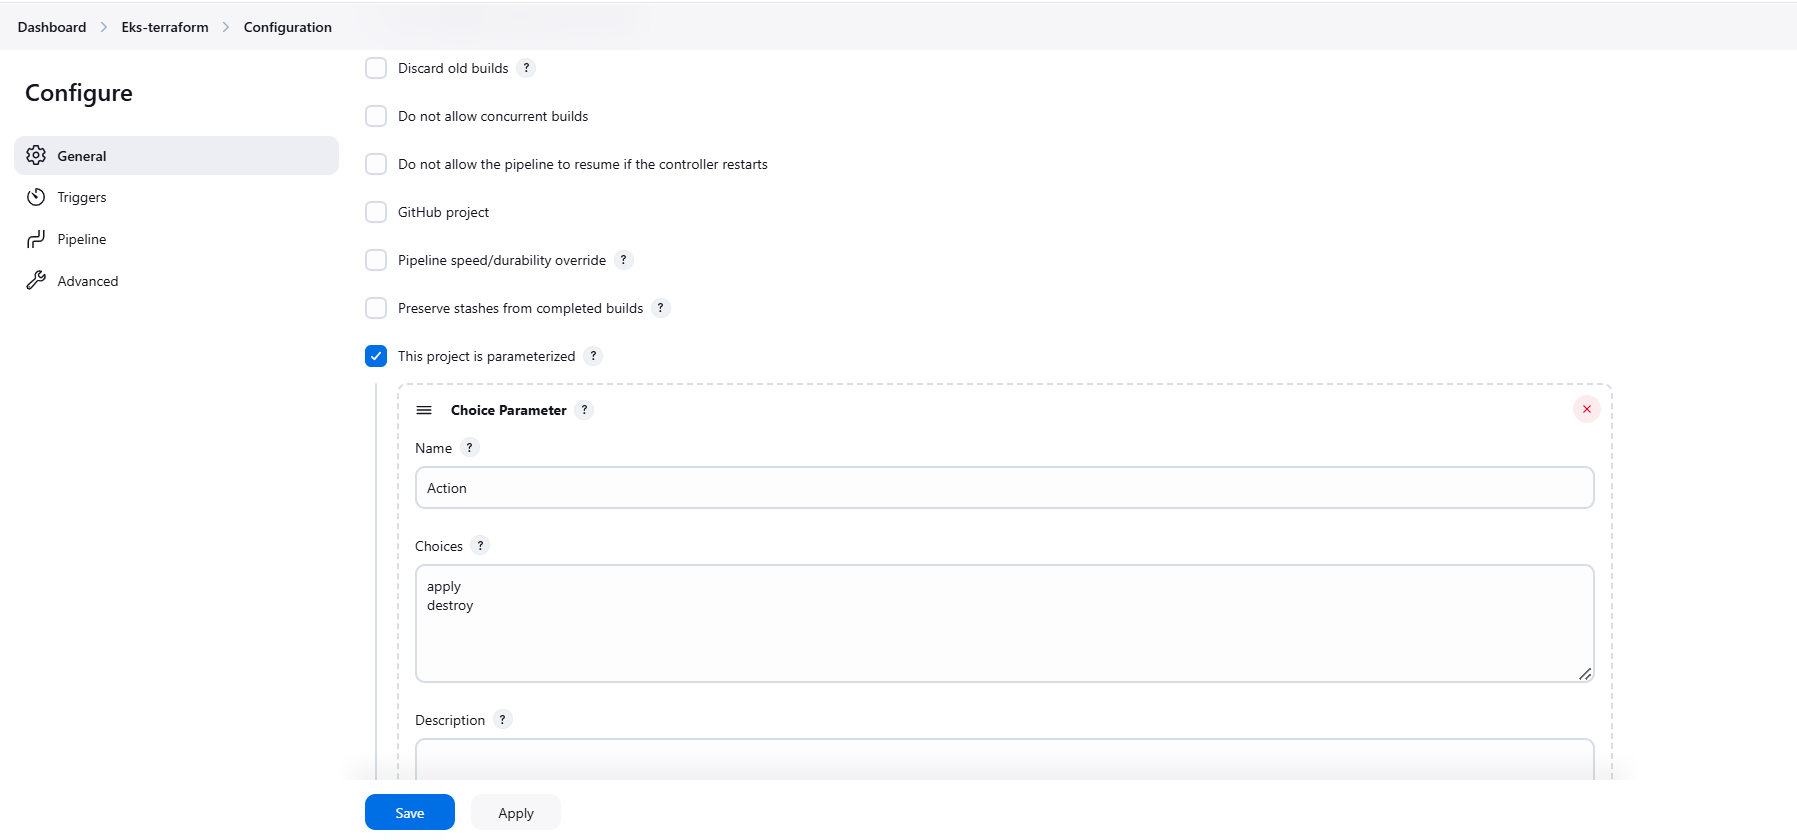 Dashboard > Eks-terraform > Configuration
Configure
General
Triggers
Pipeline
Advanced
Discard old builds ?
Do not allow concurrent builds
Do not allow the pipeline to resume if the controller restarts
GitHub project
Pipeline speed/durability override ?
Preserve stashes from completed builds ?
This project is parameterized ?
Choice Parameter ?
Name ?
Action
Choices ?
apply
destroy
Description ?
Save Apply